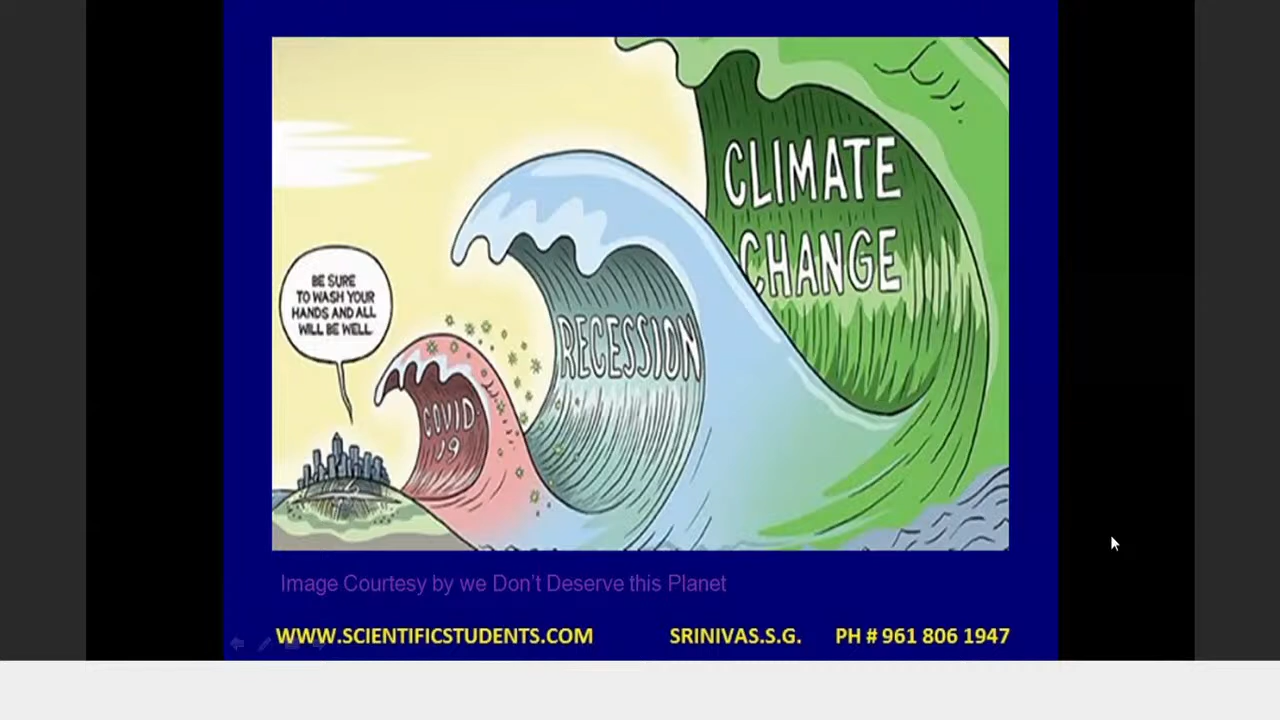 CLIMATE
CHANGE
RECESSION
BE SURE
TO WASH YOUR
HANDS AND ALL
WILL BE WELL.
COVID-
19
Image Courtesy by we Don't Deserve this Planet
WWW.SCIENTIFICSTUDENTS.COM SRINIVAS.S.G. PH # 961 806 1947